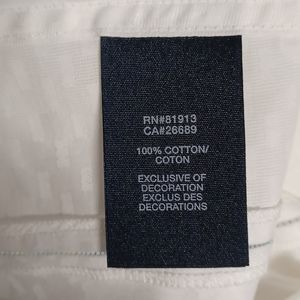 RN#81913
CA#26689
100% COTTON/
COTON
EXCLUSIVE OF
DECORATION
EXCLUS DES
DECORATIONS